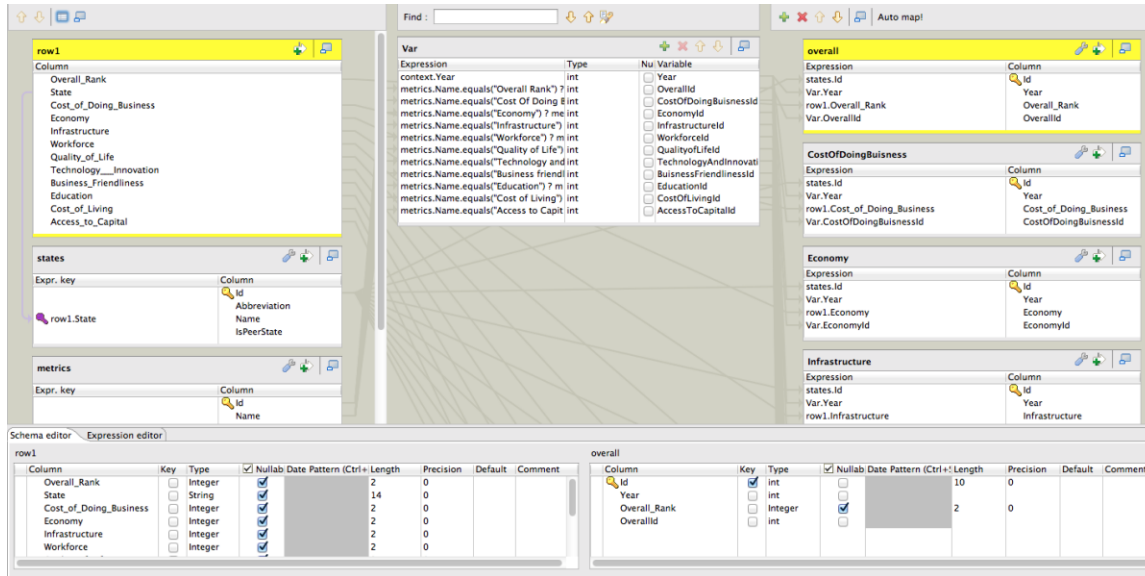 Find :
Auto map!
row1
Column
Overall_Rank
State
Cost_of_Doing_Business
Economy
Infrastructure
Workforce
Quality_of_Life
Technology___Innovation
Business_Friendliness
Education
Cost_of_Living
Access_to_Capital
states
Expr. key Column
Id
Abbreviation
row1.State Name
IsPeerState
metrics
Expr. key Column
Id
Name
Var
Expression Type Nu Variable
context.Year int Year
metrics.Name.equals("Overall Rank") ? int OverallId
metrics.Name.equals("Cost Of Doing B int CostOfDoingBuisnessId
metrics.Name.equals("Economy") ? me int EconomyId
metrics.Name.equals("Infrastructure") int InfrastructureId
metrics.Name.equals("Workforce") ? m int WorkforceId
metrics.Name.equals("Quality of Life") int QualityofLifeId
metrics.Name.equals("Technology and int TechnologyAndInnovati
metrics.Name.equals("Business friendl int BuisnessFriendlinessId
metrics.Name.equals("Education") ? m int EducationId
metrics.Name.equals("Cost of Living") int CostOfLivingId
metrics.Name.equals("Access to Capit int AccessToCapitalId
overall
Expression Column
states.Id Id
Var.Year Year
row1.Overall_Rank Overall_Rank
Var.OverallId OverallId
CostOfDoingBuisness
Expression Column
states.Id Id
Var.Year Year
row1.Cost_of_Doing_Business Cost_of_Doing_Business
Var.CostOfDoingBuisnessId CostOfDoingBuisnessId
Economy
Expression Column
states.Id Id
Var.Year Year
row1.Economy Economy
Var.EconomyId EconomyId
Infrastructure
Expression Column
states.Id Id
Var.Year Year
row1.Infrastructure Infrastructure
Schema editor Expression editor
row1
Column Key Type Nullab Date Pattern (Ctrl+ Length Precision Default Comment
Overall_Rank Integer 2 0
State String 14 0
Cost_of_Doing_Business Integer 2 0
Economy Integer 2 0
Infrastructure Integer 2 0
Workforce Integer 2 0
overall
Column Key Type Nullab Date Pattern (Ctrl+! Length Precision Default Comment
Id int 10 0
Year int
Overall_Rank Integer 2 0
OverallId int